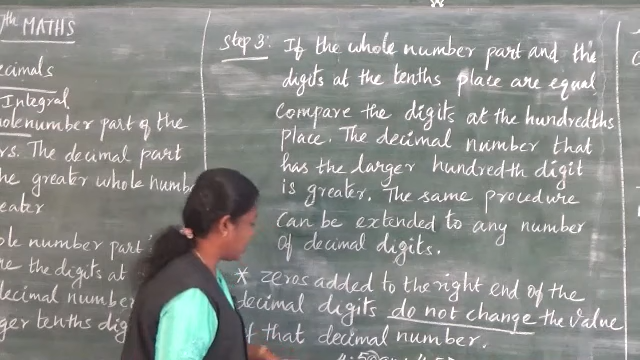 7th MATHS
ecimals
Integral
olenumber part of the
rs. The decimal part
he greater whole numb
eater
ole number part
re the digits at
decimal number
ger tenths dig
Step 3: If the whole number part and the
digits at the tenths place are equal
compare the digits at the hundredths
place. The decimal number that
has the larger hundredth digit
is greater. The same procedure
can be extended to any number
of decimal digits.
* Zeros added to the right end of the
decimal digits do not change the value
f that decimal number.